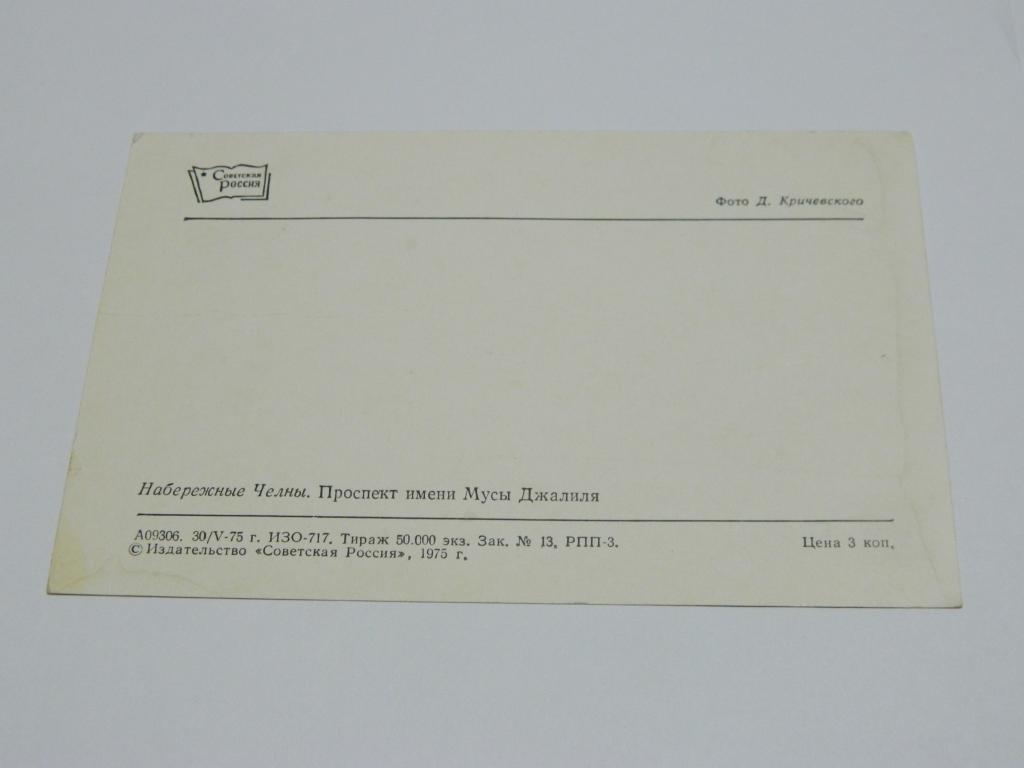 Советская
Россия
Фото Д. Кричевского
Набережные Челны. Проспект имени Мусы Джалиля
А09306. 30/V-75 г. ИЗО-717. Тираж 50.000 экз. Зак. № 13. РПП-3.
Цена 3 коп.
© Издательство «Советская Россия», 1975 г.